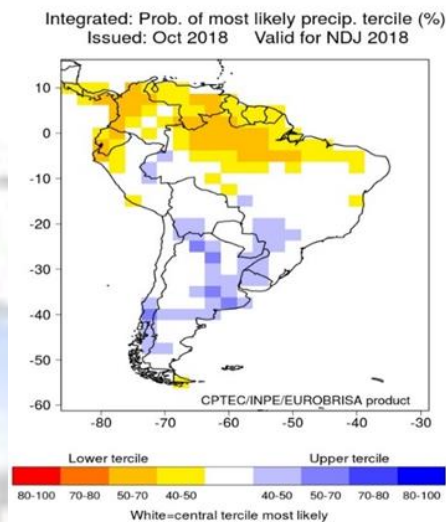 Integrated: Prob. of most likely precip. tercile (%)
Issued: Oct 2018 Valid for NDJ 2018
10
0
-10
-20
-30
-40
-50
-60
CPTEC/INPE/EUROBRISA product
-80 -70 -60 -50 -40 -30
Lower tercile Upper tercile
80-100 70-80 50-70 40-50 40-50 50-70 70-80 80-100
White=central tercile most likely